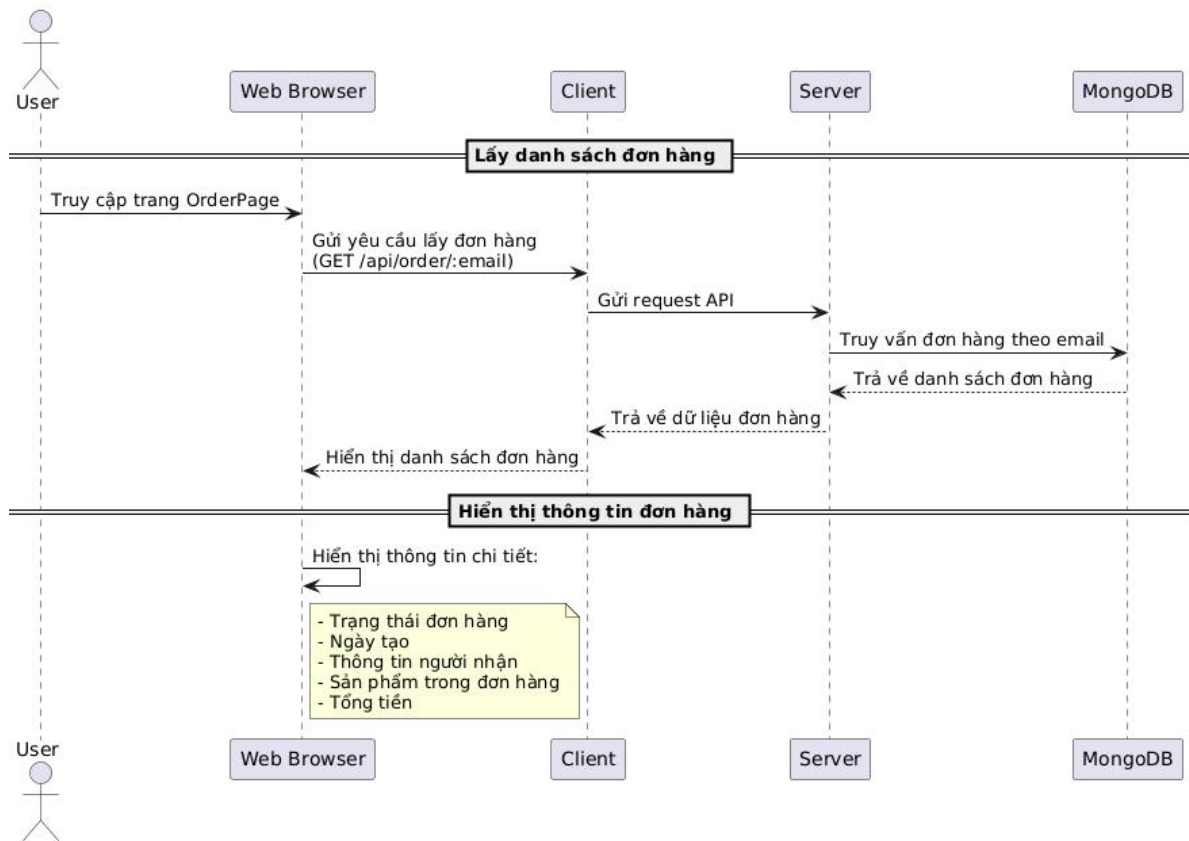 User
Web Browser
Client
Server
MongoDB
Lấy danh sách đơn hàng
Truy cập trang OrderPage
Gửi yêu cầu lấy đơn hàng
(GET /api/order/:email)
Gửi request API
Truy vấn đơn hàng theo email
Trả về danh sách đơn hàng
Trả về dữ liệu đơn hàng
Hiển thị danh sách đơn hàng
Hiển thị thông tin đơn hàng
Hiển thị thông tin chi tiết:
- Trạng thái đơn hàng
- Ngày tạo
- Thông tin người nhận
- Sản phẩm trong đơn hàng
- Tổng tiền
User
Web Browser
Client
Server
MongoDB